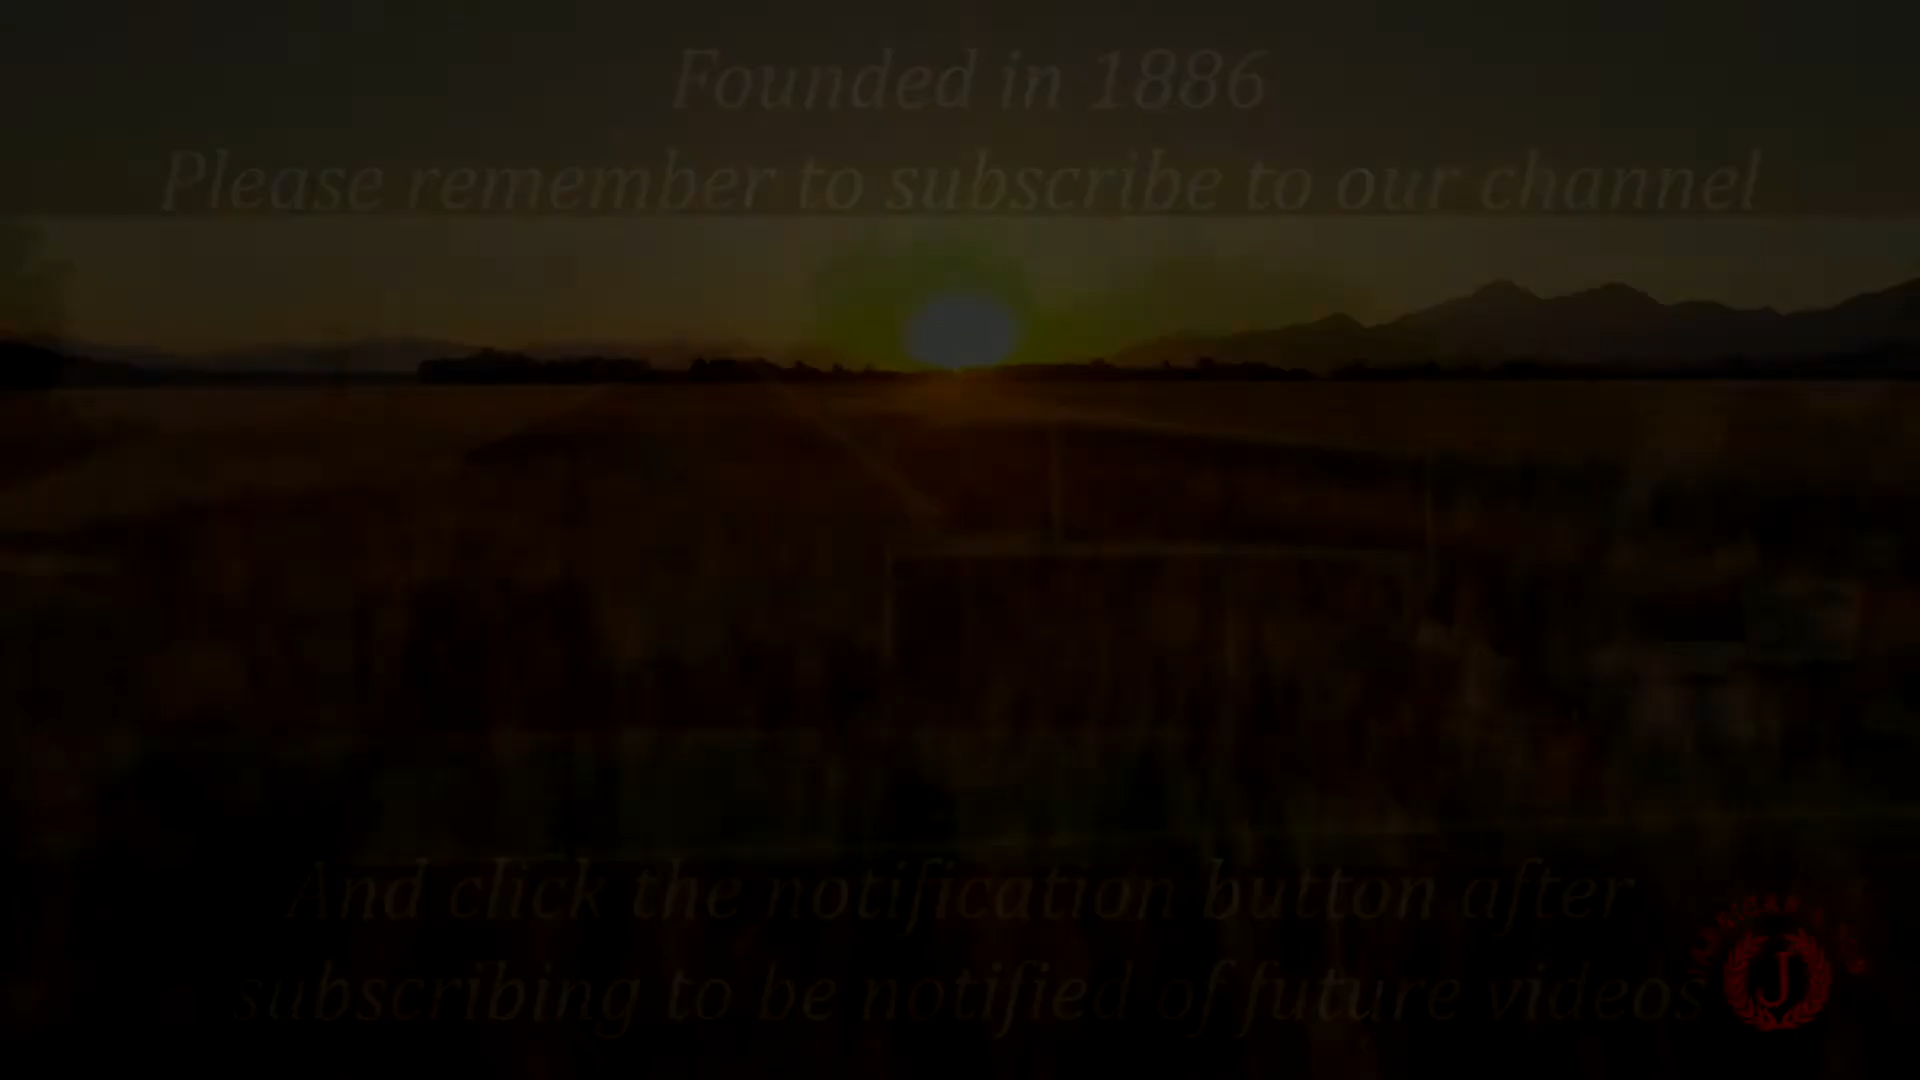 Founded in 1886
Please remember to subscribe to our channel
And click the notification button after
subscribing to be notified of future videos
J